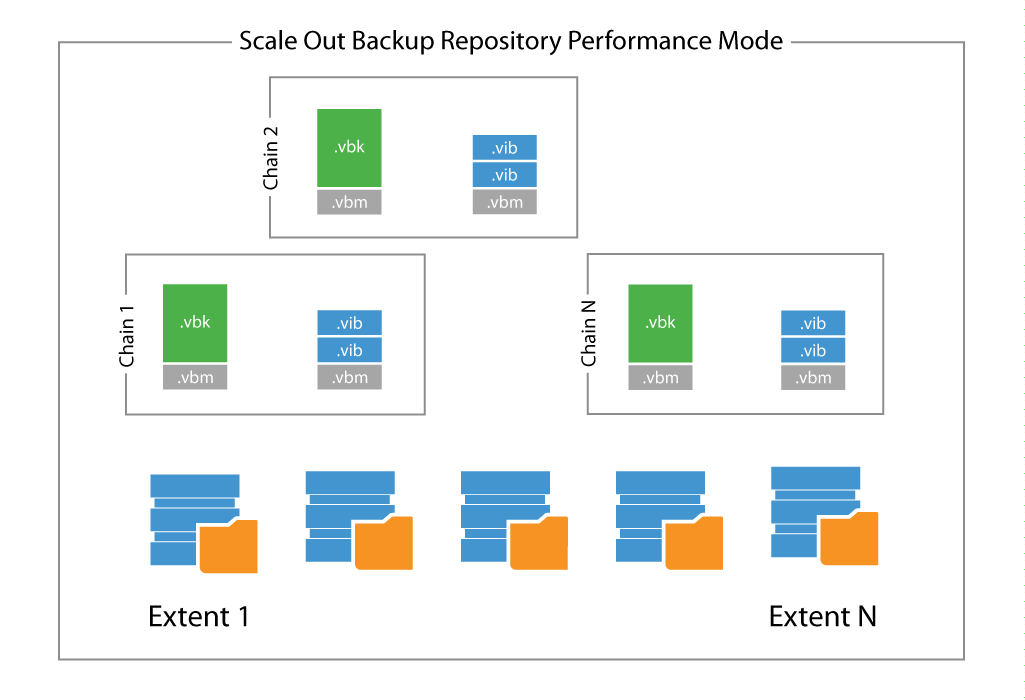 Scale Out Backup Repository Performance Mode
Chain 2
.vbk
.vbm
.vib
.vib
.vbm
Chain 1
.vbk
.vbm
.vib
.vib
.vbm
Chain N
.vbk
.vbm
.vib
.vib
.vbm
Extent 1
Extent N